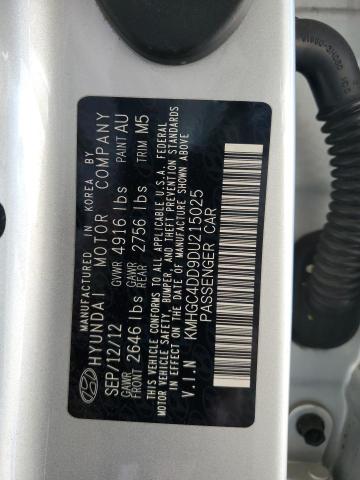 MANUFACTURED IN KOREA BY
HYUNDAI MOTOR COMPANY
SEP/12/12 GVWR 4916 lbs PAINT AU
GAWR FRONT 2646 lbs GAWR REAR 2756 lbs TRIM M5
THIS VEHICLE CONFORMS TO ALL APPLICABLE U.S.A. FEDERAL
MOTOR VEHICLE SAFETY, BUMPER, AND THEFT PREVENTION
STANDARDS IN EFFECT ON THE DATE OF MANUFACTURE
SHOWN ABOVE.
V.I.N KMHGC4DD9DU215025
PASSENGER CAR